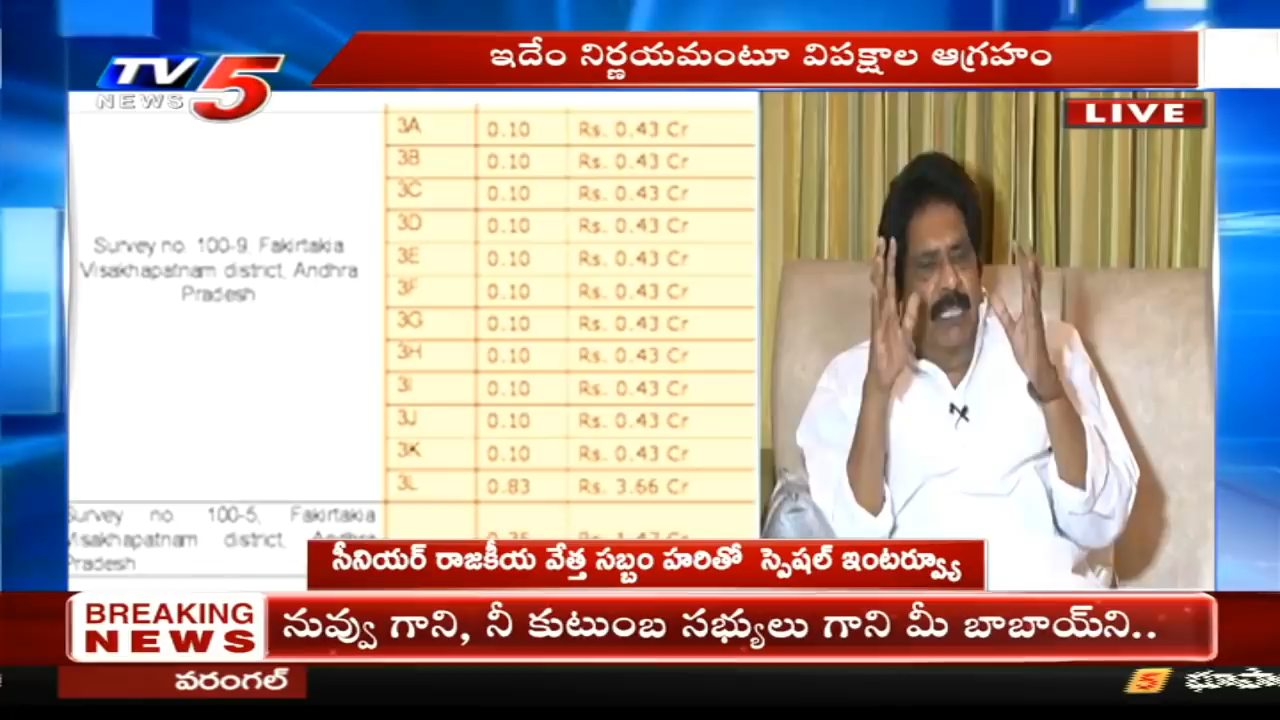 TV5
NEWS
ఇదేం నిర్ణయమంటూ విపక్షాల ఆగ్రహం
LIVE
3A 0.10 Rs. 0.43 Cr
3B 0.10 Rs. 0.43 Cr
3C 0.10 Rs. 0.43 Cr
3D 0.10 Rs. 0.43 Cr
3E 0.10 Rs. 0.43 Cr
3F 0.10 Rs. 0.43 Cr
3G 0.10 Rs. 0.43 Cr
3H 0.10 Rs. 0.43 Cr
3I 0.10 Rs. 0.43 Cr
3J 0.10 Rs. 0.43 Cr
3K 0.10 Rs. 0.43 Cr
3L 0.83 Rs. 3.66 Cr
Survey no. 100-9, Fakirtakia
Visakhapatnam district, Andhra
Pradesh
Survey no. 100-5, Fakirtakia
Visakhapatnam district, Andhra
Pradesh
సీనియర్ రాజకీయ వేత్త సబ్బం హరితో స్పెషల్ ఇంటర్వ్యూ
BREAKING
NEWS
నువ్వు గాని, నీ కుటుంబ సభ్యులు గాని మీ బాబాయ్‌ని..
వరంగల్
5